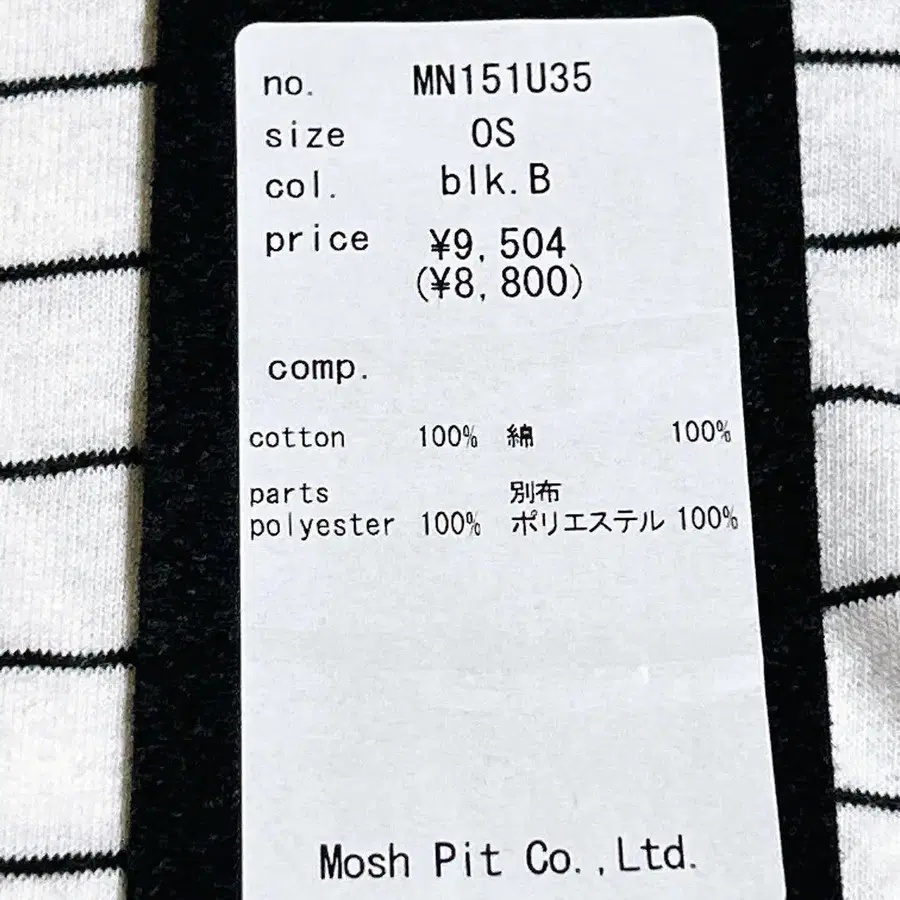 no. MN151U35
size OS
col. blk.B
price ¥9,504
(¥8,800)
comp.
cotton 100% 綿 100%
parts 別布
polyester 100% ポリエステル 100%
Mosh Pit Co.,Ltd.